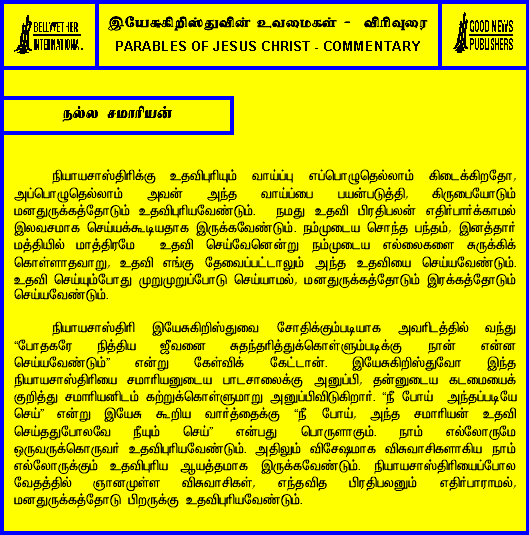 BELLWETHER
INTERNATIONAL
இயேசுகிறிஸ்துவின் உவமைகள் - விரிவுரை
PARABLES OF JESUS CHRIST - COMMENTARY
GOOD NEWS
PUBLISHERS
நல்ல சமாரியன்
நியாயசாஸ்திரிக்கு உதவிபுரியும் வாய்ப்பு எப்பொழுதெல்லாம் கிடைக்கிறதோ,
அப்பொழுதெல்லாம் அவன் அந்த வாய்ப்பை பயன்படுத்தி, கிருபையோடும்
மனதுருக்கத்தோடும் உதவிபுரியவேண்டும். நமது உதவி பிரதிபலன் எதிர்பார்க்காமல்
இலவசமாக செய்யக்கூடியதாக இருக்கவேண்டும். நம்முடைய சொந்த பந்தம், இனத்தார்
மத்தியில் மாத்திரமே உதவி செய்வேனென்று நம்முடைய எல்லைகளை சுருக்கிக்
கொள்ளாதவாறு, உதவி எங்கு தேவைப்பட்டாலும் அந்த உதவியை செய்யவேண்டும்.
உதவி செய்யும்போது முறுமுறுப்போடு செய்யாமல், மனதுருக்கத்தோடும் இரக்கத்தோடும்
செய்யவேண்டும்.
நியாயசாஸ்திரி இயேசுகிறிஸ்துவை சோதிக்கும்படியாக அவரிடத்தில் வந்து
“போதகரே நித்திய ஜீவனை சுதந்தரித்துக்கொள்ளும்படிக்கு நான் என்ன
செய்யவேண்டும்” என்று கேள்விக் கேட்டான். இயேசுகிறிஸ்துவோ இந்த
நியாயசாஸ்திரியை சமாரியனுடைய பாடசாலைக்கு அனுப்பி, தன்னுடைய கடமையைக்
குறித்து சமாரியனிடம் கற்றுக்கொள்ளுமாறு அனுப்பிவிடுகிறார். “நீ போய் அந்தப்படியே
செய்” என்று இயேசு கூறிய வார்த்தைக்கு “நீ போய், அந்த சமாரியன் உதவி
செய்ததுபோலவே நீயும் செய்” என்பது பொருளாகும். நாம் எல்லோருமே
ஒருவருக்கொருவர் உதவிபுரியவேண்டும். அதிலும் விசேஷமாக விசுவாசிகளாகிய நாம்
எல்லோருக்கும் உதவிபுரிய ஆயத்தமாக இருக்கவேண்டும். நியாயசாஸ்திரியைப்போல
வேதத்தில் ஞானமுள்ள விசுவாசிகள், எந்தவித பிரதிபலனும் எதிர்பாராமல்,
மனதுருக்கத்தோடு பிறருக்கு உதவிபுரியவேண்டும்.